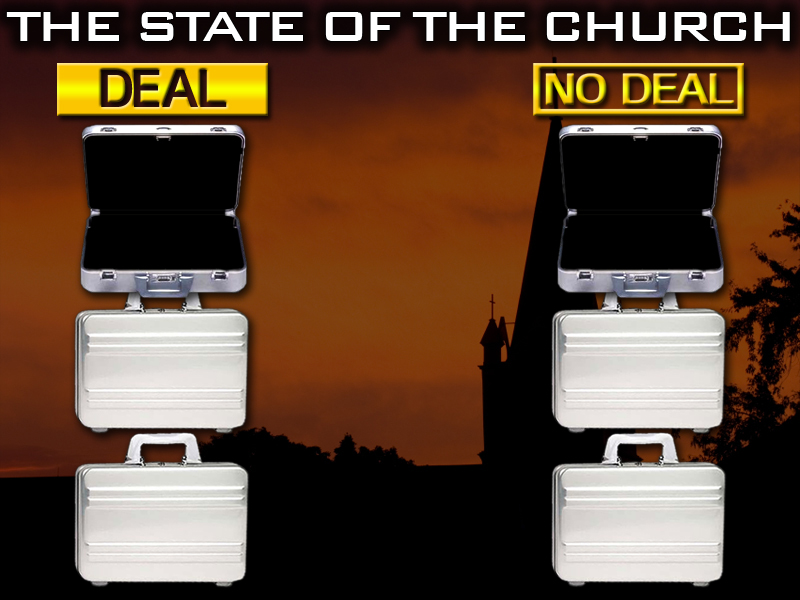 THE STATE OF THE CHURCH
DEAL
NO DEAL